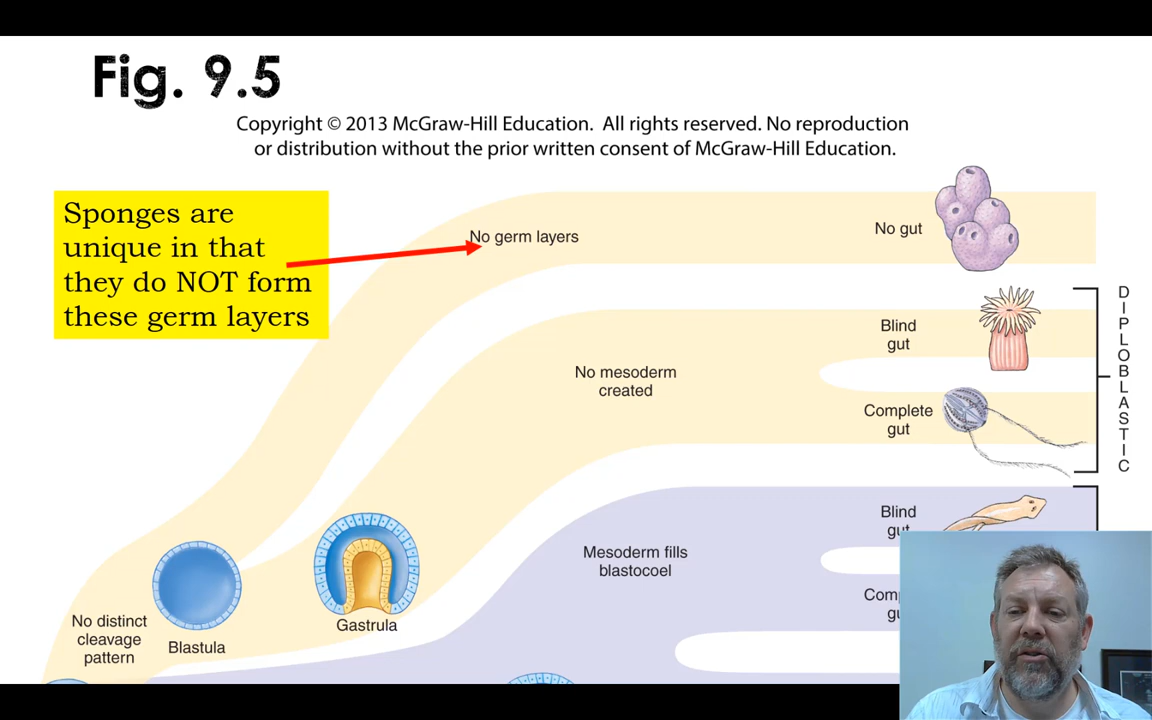 Fig. 9.5
Copyright © 2013 McGraw-Hill Education. All rights reserved. No reproduction
or distribution without the prior written consent of McGraw-Hill Education.
Sponges are
unique in that
they do NOT form
these germ layers
No germ layers
No gut
Blind
gut
No mesoderm
created
Complete
gut
DIPLOBLASTIC
Blind
gut
Mesoderm fills
blastocoel
No distinct
cleavage
pattern
Blastula
Gastrula